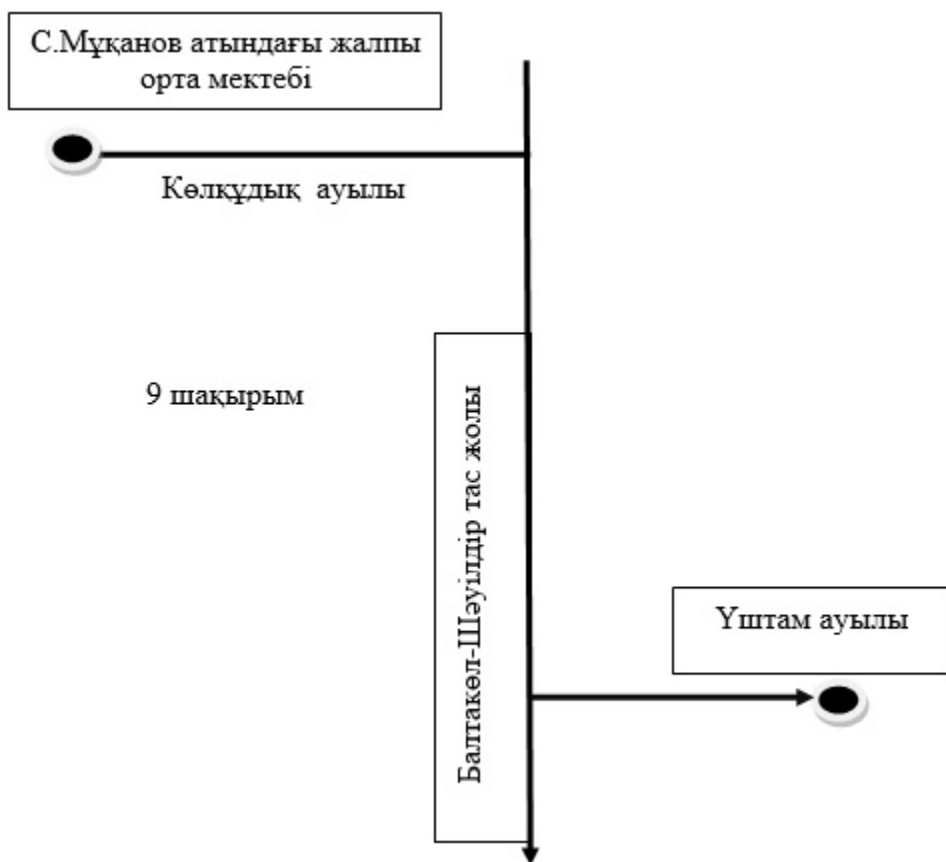 С.Мұқанов атындағы жалпы
орта мектебі
Көлқұдық ауылы
9 шақырым
Балтакөл-Шәуілдір тас жолы
Үштам ауылы